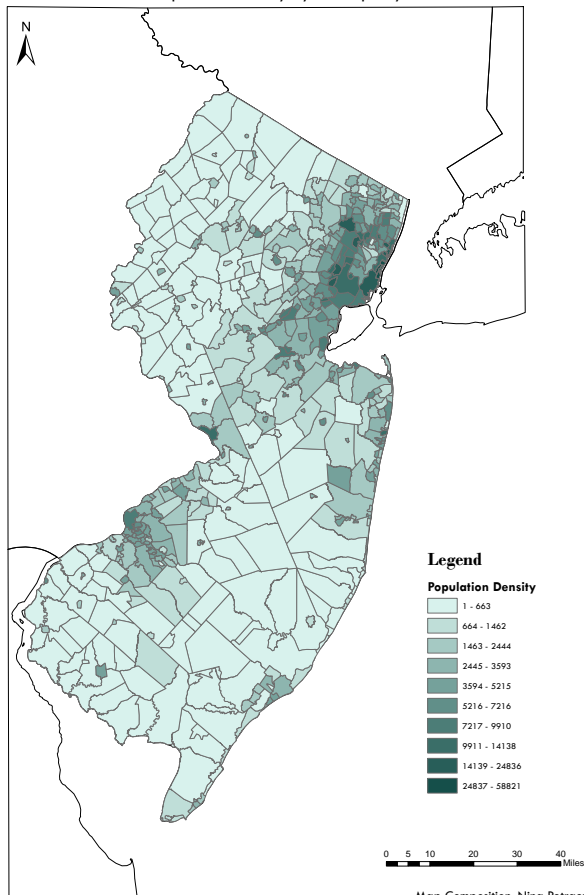 N
Legend
Population Density
1 - 663
664 - 1462
1463 - 2444
2445 - 3593
3594 - 5215
5216 - 7216
7217 - 9910
9911 - 14138
14139 - 24836
24837 - 58821
0 5 10 20 30 40
Miles